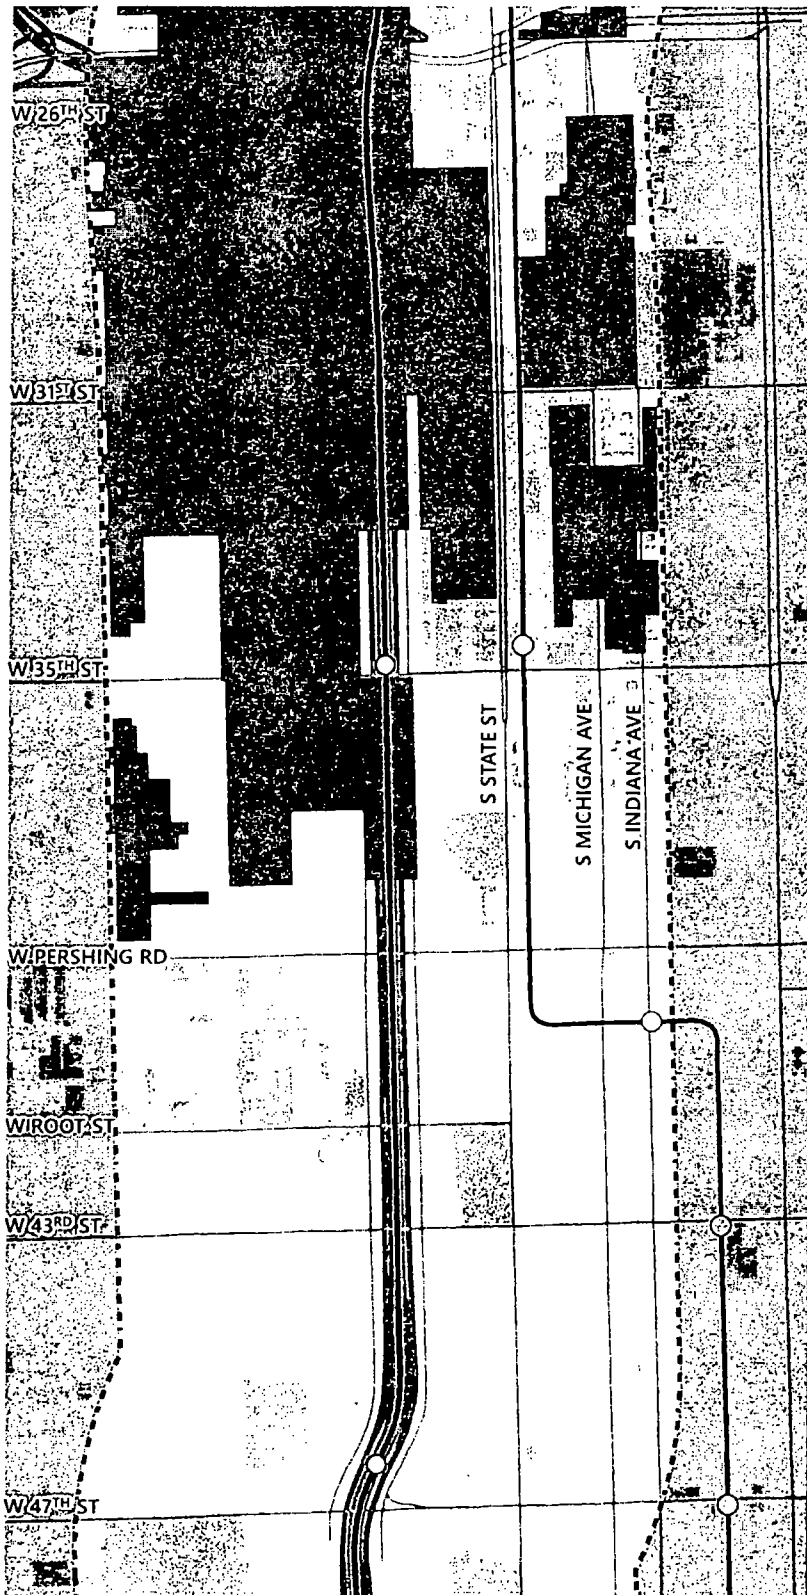 W 26TH ST
W 31ST ST
W 35TH ST
S STATE ST
S MICHIGAN AVE
S INDIANA AVE
W PERSHING RD
W ROOT ST
W 43RD ST
W 47TH ST